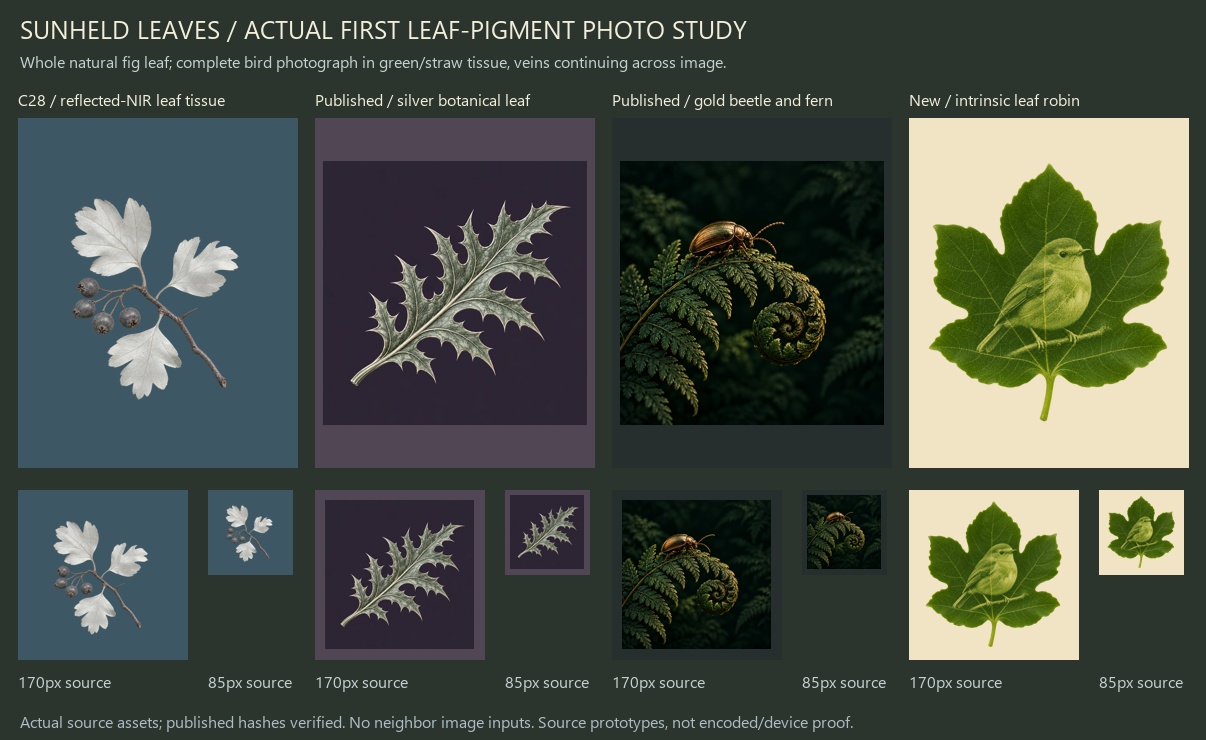 SUNHELD LEAVES / ACTUAL FIRST LEAF-PIGMENT PHOTO STUDY
Whole natural fig leaf; complete bird photograph in green/straw tissue, veins continuing across image.
C28 / reflected-NIR leaf tissue
Published / silver botanical leaf
Published / gold beetle and fern
New / intrinsic leaf robin
170px source
85px source
170px source
85px source
170px source
85px source
170px source
85px source
Actual source assets; published hashes verified. No neighbor image inputs. Source prototypes, not encoded/device proof.